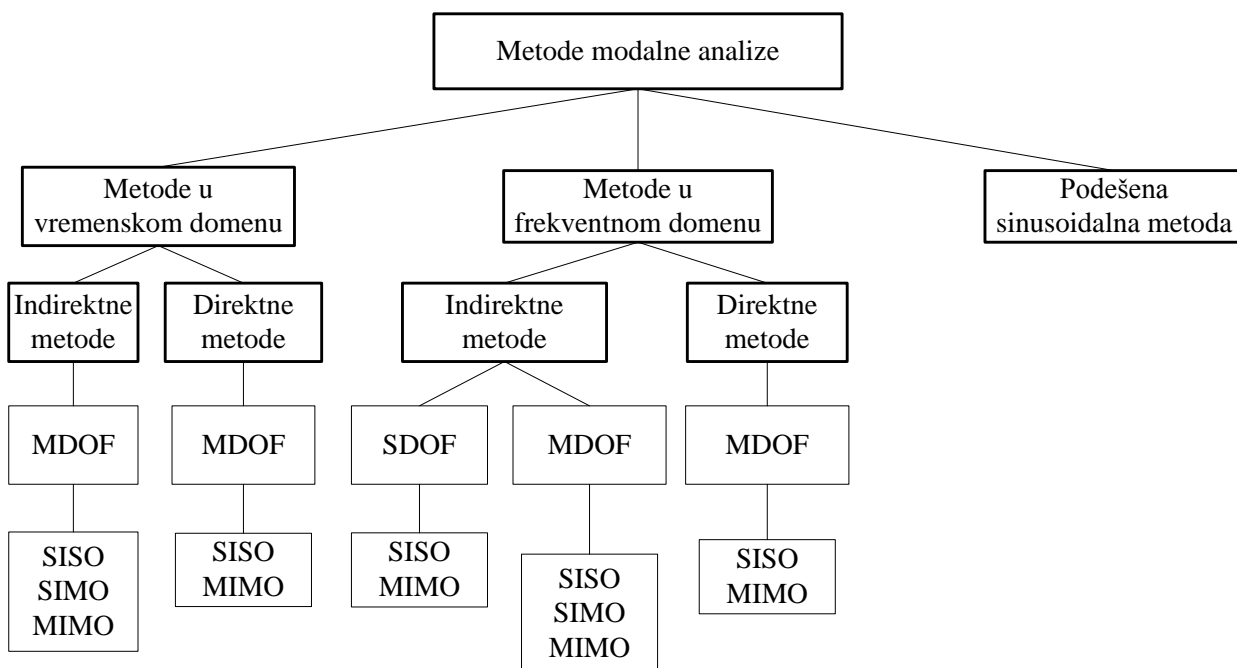 Metode modalne analize
Metode u
vremenskom domenu
Metode u
frekventnom domenu
Podešena
sinusoidalna metoda
Indirektne
metode
Direktne
metode
Indirektne
metode
Direktne
metode
MDOF
MDOF
SDOF
MDOF
MDOF
SISO
SIMO
MIMO
SISO
MIMO
SISO
MIMO
SISO
SIMO
MIMO
SISO
MIMO